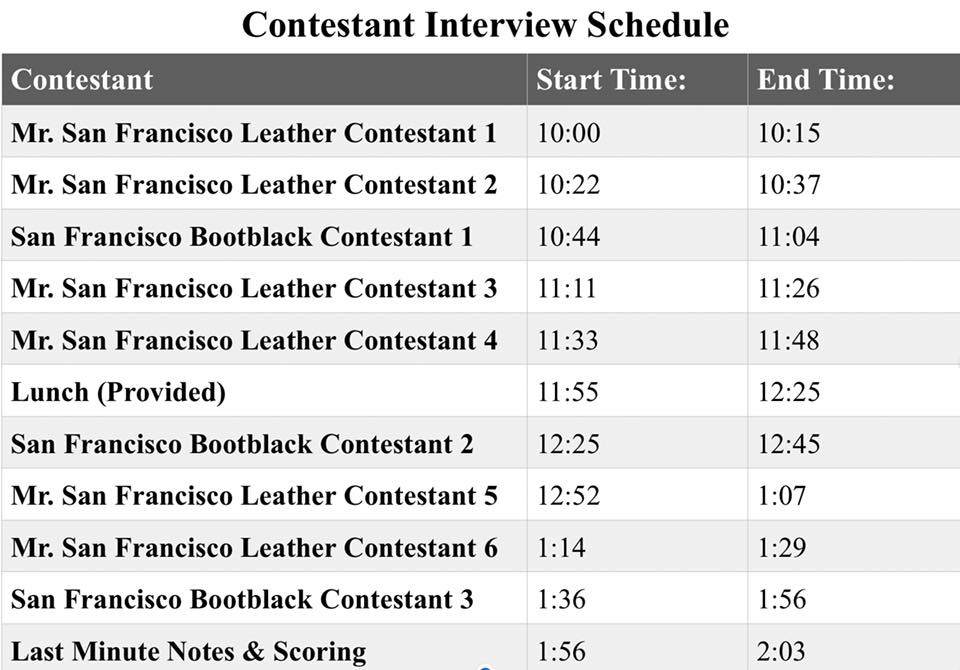 Contestant Interview Schedule
Contestant Start Time: End Time:
Mr. San Francisco Leather Contestant 1 10:00 10:15
Mr. San Francisco Leather Contestant 2 10:22 10:37
San Francisco Bootblack Contestant 1 10:44 11:04
Mr. San Francisco Leather Contestant 3 11:11 11:26
Mr. San Francisco Leather Contestant 4 11:33 11:48
Lunch (Provided) 11:55 12:25
San Francisco Bootblack Contestant 2 12:25 12:45
Mr. San Francisco Leather Contestant 5 12:52 1:07
Mr. San Francisco Leather Contestant 6 1:14 1:29
San Francisco Bootblack Contestant 3 1:36 1:56
Last Minute Notes & Scoring 1:56 2:03